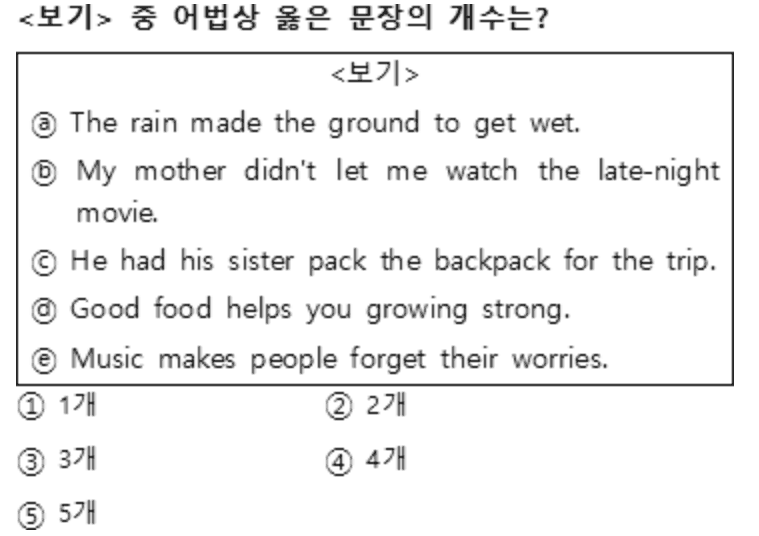 <보기> 중 어법상 옳은 문장의 개수는?
<보기>
ⓐ The rain made the ground to get wet.
ⓑ My mother didn't let me watch the late-night
movie.
ⓒ He had his sister pack the backpack for the trip.
ⓓ Good food helps you growing strong.
ⓔ Music makes people forget their worries.
① 1개 ② 2개
③ 3개 ④ 4개
⑤ 5개